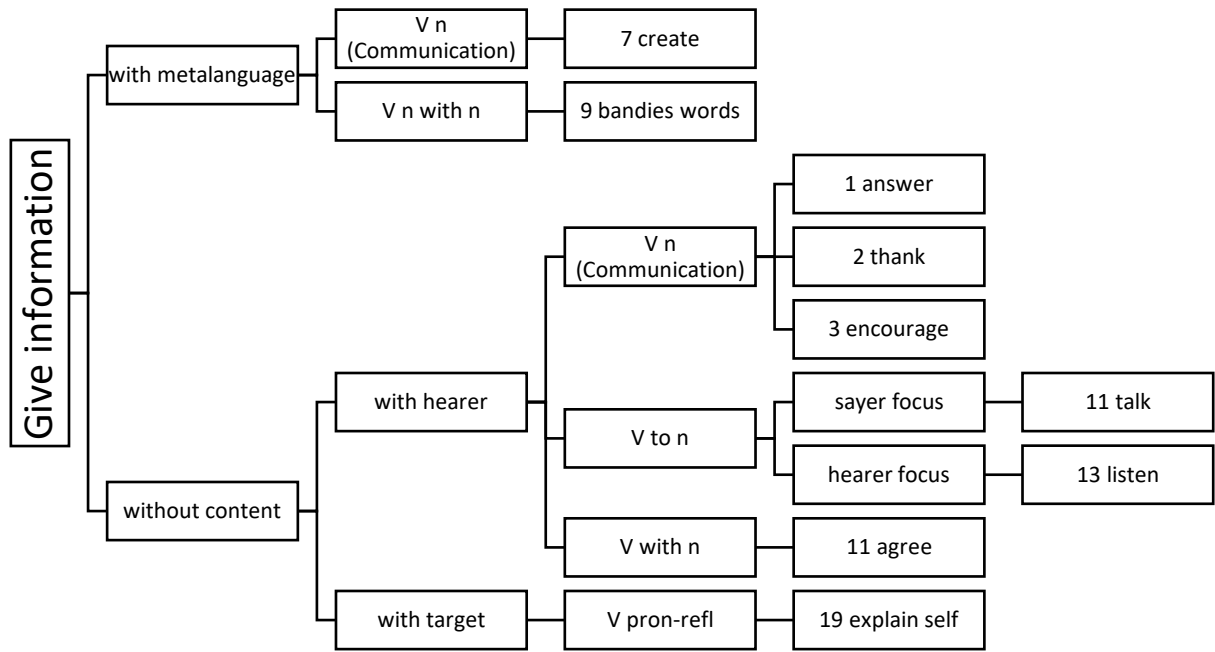 V n
(Communication)
7 create
with metalanguage
V n with n
9 bandies words
Give information
1 answer
V n
(Communication)
2 thank
3 encourage
with hearer
sayer focus
11 talk
V to n
hearer focus
13 listen
without content
V with n
11 agree
with target
V pron-refl
19 explain self